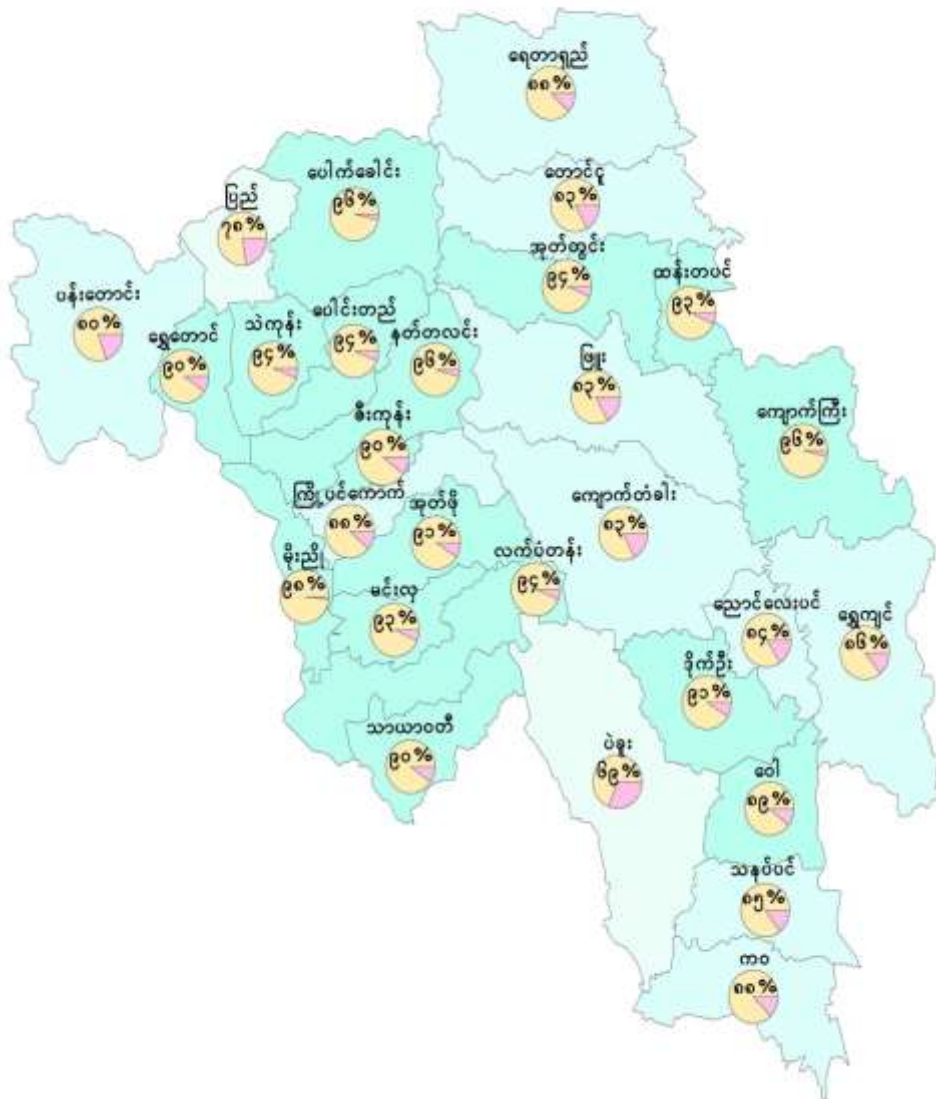 ရေတာရှည်
၈၈%
ပေါက်ခေါင်း
၉၆%
တောင်ငူ
၈၃%
ပြည်
၇၈%
အုတ်တွင်း
၉၄%
ထန်းတပင်
၉၃%
ပန်းတောင်း
၈၀%
ရွှေတောင်
၉၀%
သဲကုန်း
၉၄%
ပေါင်းတည်
၉၄%
နတ်တလင်း
၉၆%
ဖြူး
၈၃%
ကျောက်ကြီး
၉၆%
ဇီးကုန်း
၉၀%
ကြို့ပင်ကောက်
၈၈%
အုတ်ဖို
၉၁%
ကျောက်တံခါး
၈၃%
လက်ပံတန်း
၉၄%
မိုးညို
၉၈%
မင်းလှ
၉၃%
ညောင်လေးပင်
၈၄%
ရွှေကျင်
၈၆%
ဒိုက်ဦး
၉၁%
သာယာဝတီ
၉၀%
ပဲခူး
၆၉%
ဝေါ
၈၉%
သနပ်ပင်
၈၅%
ကဝ
၈၈%